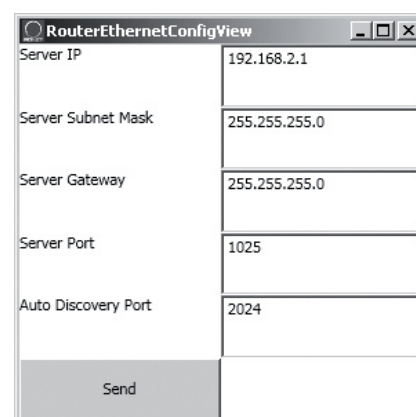 RouterEthernetConfigView
Server IP
192.168.2.1
Server Subnet Mask
255.255.255.0
Server Gateway
255.255.255.0
Server Port
1025
Auto Discovery Port
2024
Send